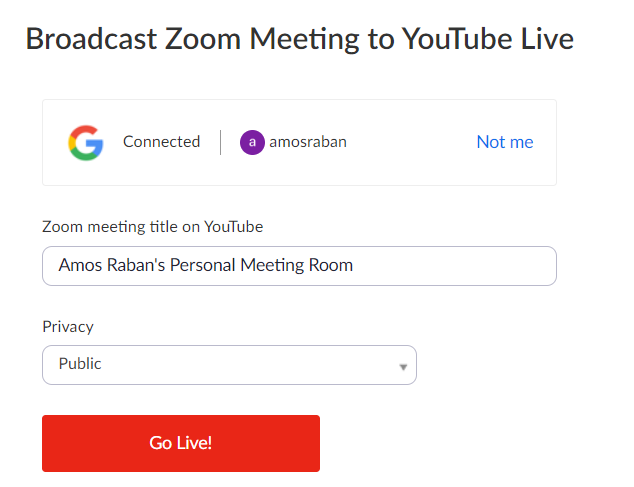 Broadcast Zoom Meeting to YouTube Live
Connected a amosraban Not me
Zoom meeting title on YouTube
Amos Raban's Personal Meeting Room
Privacy
Public
Go Live!